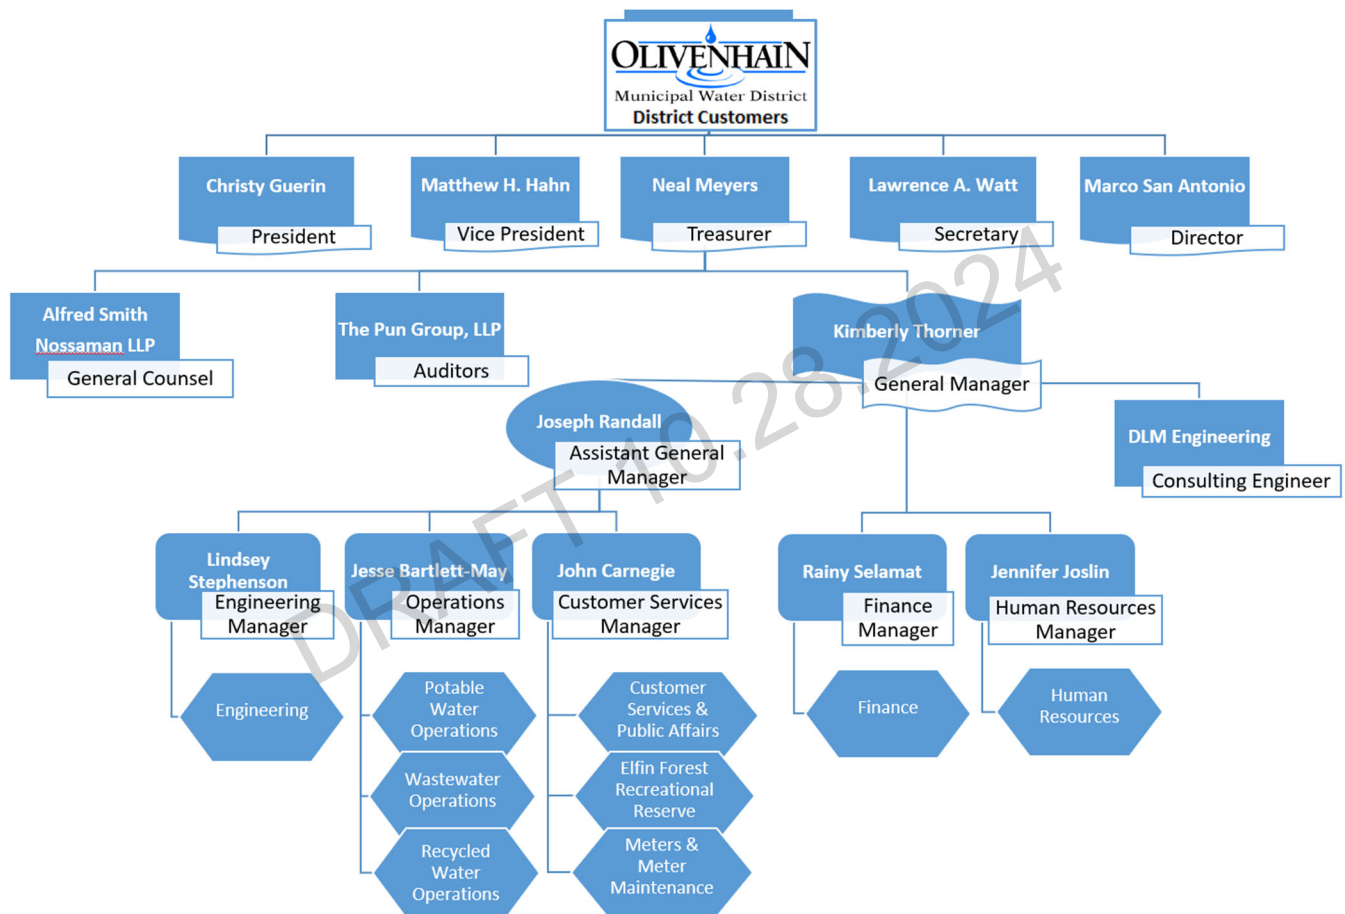 OLIVENHAIN
Municipal Water District
District Customers
Christy Guerin
President
Matthew H. Hahn
Vice President
Neal Meyers
Treasurer
Lawrence A. Watt
Secretary
Marco San Antonio
Director
Alfred Smith
Nossaman LLP
General Counsel
The Pun Group, LLP
Auditors
Kimberly Thorner
General Manager
Joseph Randall
Assistant General
Manager
DLM Engineering
Consulting Engineer
Lindsey
Stephenson
Engineering
Manager
Jesse Bartlett-May
Operations
Manager
John Carnegie
Customer Services
Manager
Rainy Selamat
Finance
Manager
Jennifer Joslin
Human Resources
Manager
Engineering
Potable
Water
Operations
Wastewater
Operations
Recycled
Water
Operations
Customer
Services &
Public Affairs
Elfin Forest
Recreational
Reserve
Meters &
Meter
Maintenance
Finance
Human
Resources
DRAFT 10.28.2024